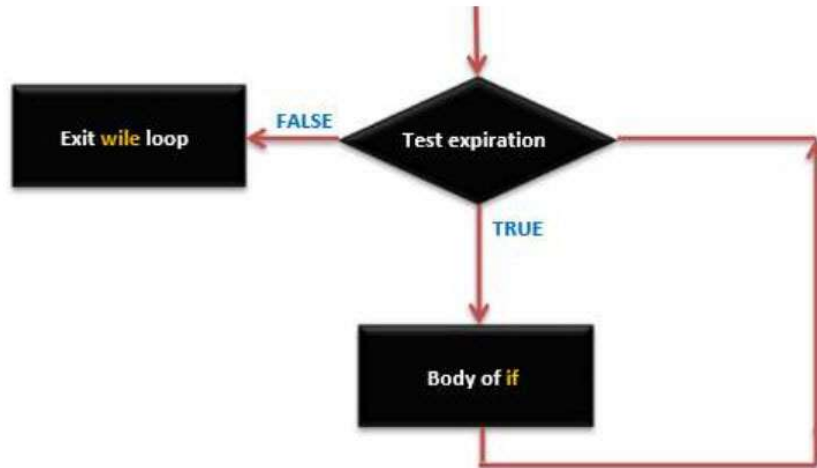 FALSE
Exit wile loop
Test expiration
TRUE
Body of if